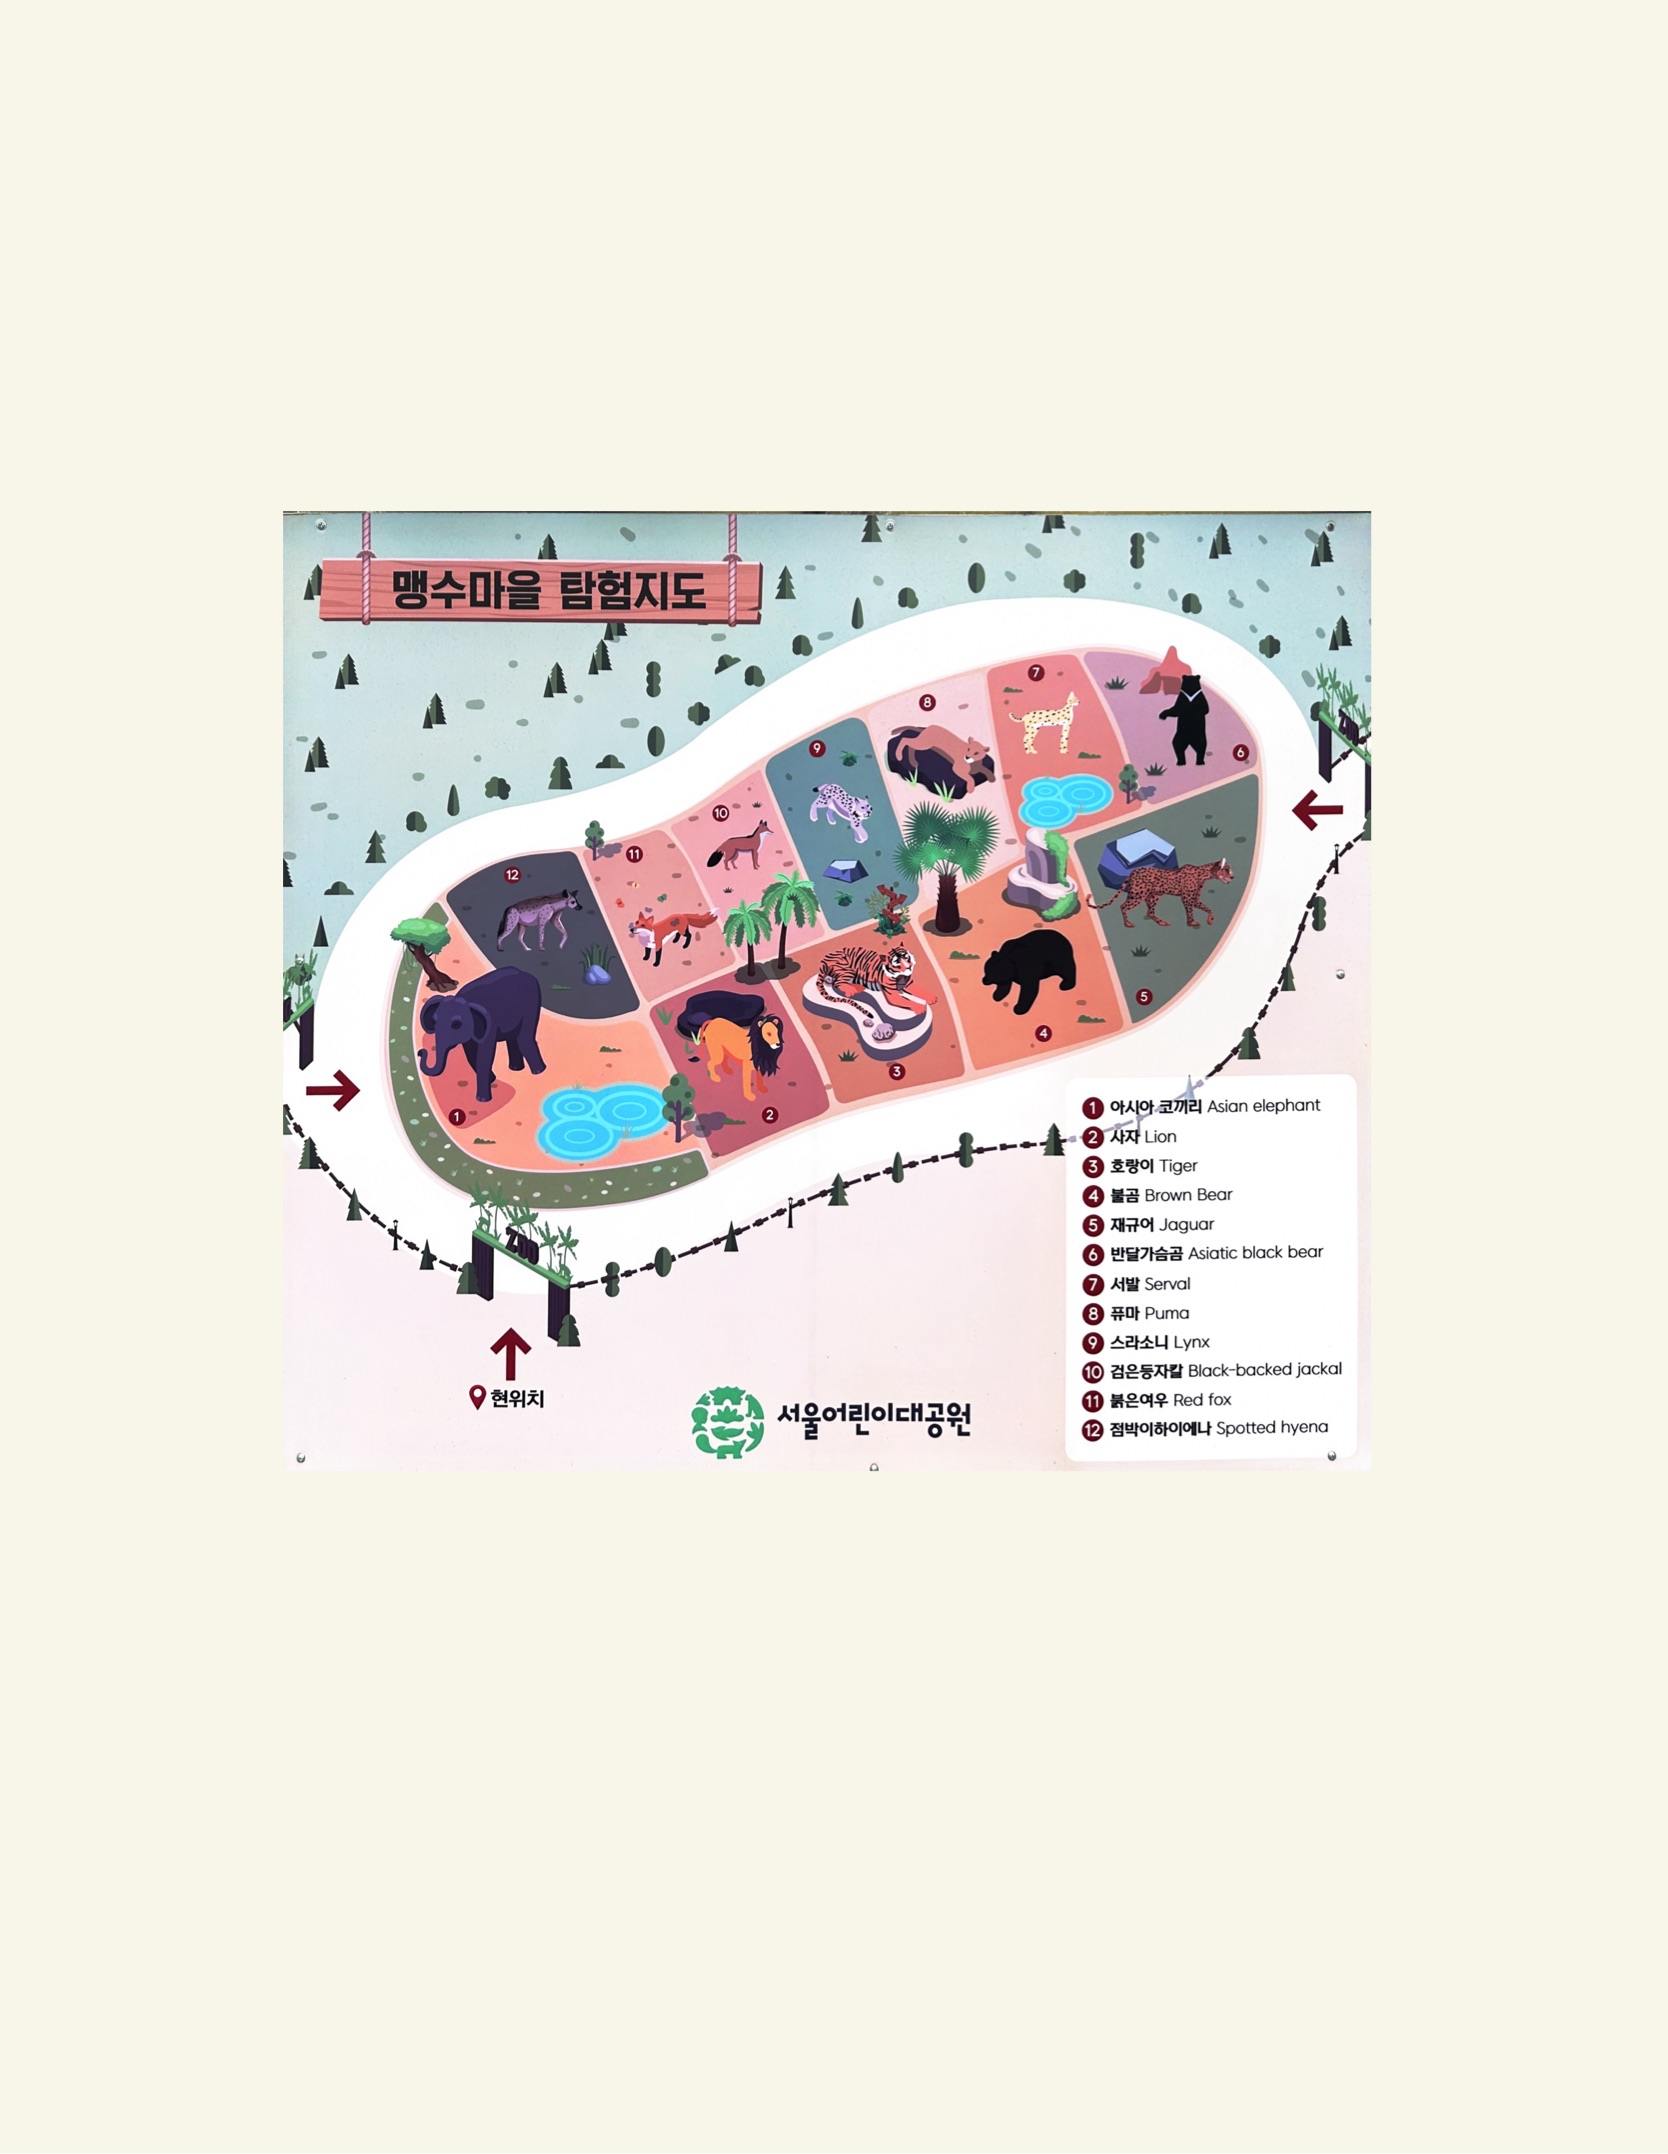 맹수마을 탐험지도
ZOO
7
8
6
9
10
11
12
5
4
3
1
2
ZOO
현위치
서울어린이대공원
1 아시아 코끼리 Asian elephant
2 사자 Lion
3 호랑이 Tiger
4 불곰 Brown Bear
5 재규어 Jaguar
6 반달가슴곰 Asiatic black bear
7 서발 Serval
8 퓨마 Puma
9 스라소니 Lynx
10 검은등자칼 Black-backed jackal
11 붉은여우 Red fox
12 점박이하이에나 Spotted hyena